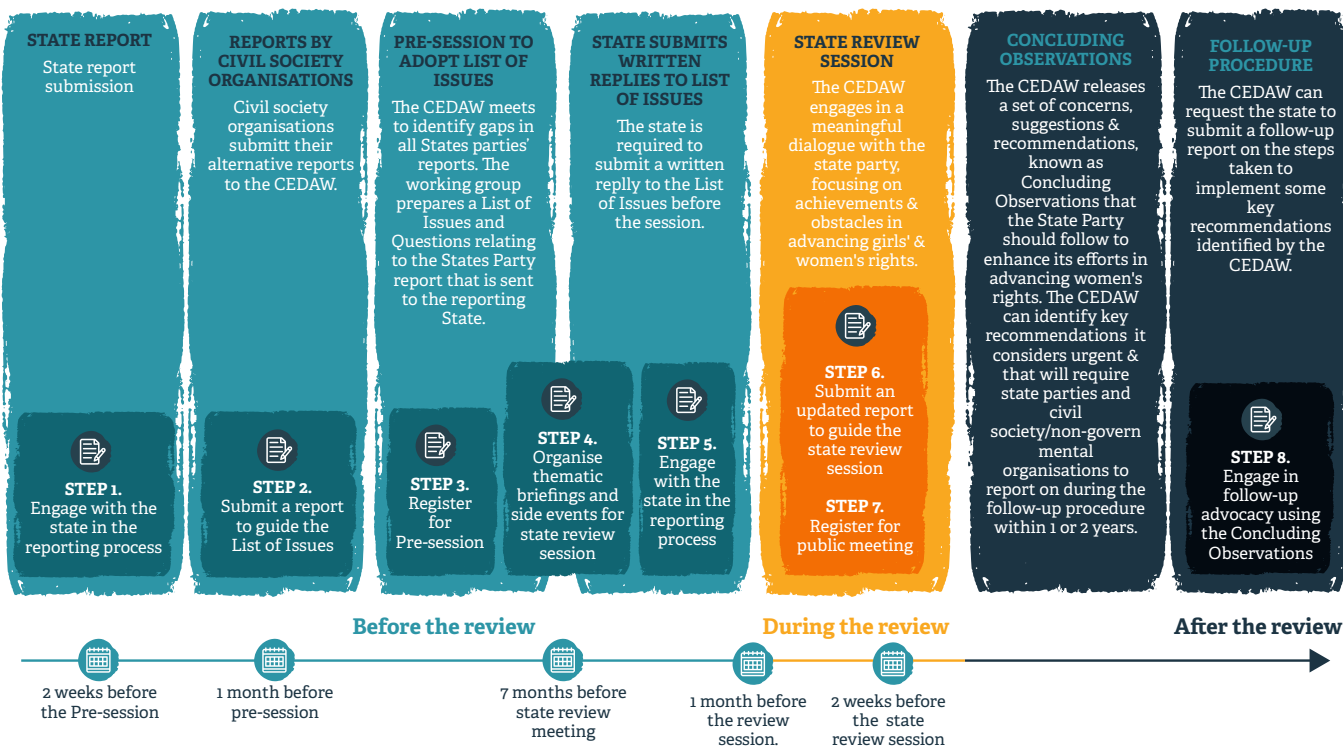 STATE REPORT
State report
submission
STEP 1.
Engage with the
state in the
reporting process
REPORTS BY
CIVIL SOCIETY
ORGANISATIONS
Civil society
organisations
submitt their
alternative reports
to the CEDAW.
STEP 2.
Submit a report
to guide the
List of Issues
PRE-SESSION TO
ADOPT LIST OF
ISSUES
The CEDAW meets
to identify gaps in
all States parties'
reports. The
working group
prepares a List of
Issues and
Questions relating
to the States Party
report that is sent
to the reporting
State.
STEP 3.
Register
for
Pre-session
STEP 4.
Organise
thematic
briefings and
side events for
state review
session
STATE SUBMITS
WRITTEN
REPLIES TO LIST
OF ISSUES
The state is
required to
submit a written
replly to the List
of Issues before
the session.
STEP 5.
Engage
with the
state in the
reporting
process
STATE REVIEW
SESSION
The CEDAW
engages in a
meaningful
dialogue with the
state party,
focusing on
achievements &
obstacles in
advancing girls' &
women's rights.
STEP 6.
Submit an
updated report
to guide the
state review
session
STEP 7.
Register for
public meeting
CONCLUDING
OBSERVATIONS
The CEDAW releases
a set of concerns,
suggestions &
recommendations,
known as
Concluding
Observations that
the State Party
should follow to
enhance its efforts in
advancing women's
rights. The CEDAW
can identify key
recommendations it
considers urgent &
that will require
state parties and
civil
society/non-govern
mental
organisations to
report on during the
follow-up procedure
within 1 or 2 years.
FOLLOW-UP
PROCEDURE
The CEDAW can
request the state to
submit a follow-up
report on the steps
taken to
implement some
key
recommendations
identified by the
CEDAW.
STEP 8.
Engage in
follow-up
advocacy using
the Concluding
Observations
Before the review
During the review
After the review
2 weeks before
the Pre-session
1 month before
pre-session
7 months before
state review
meeting
1 month before
the review
session.
2 weeks before
the state
review session